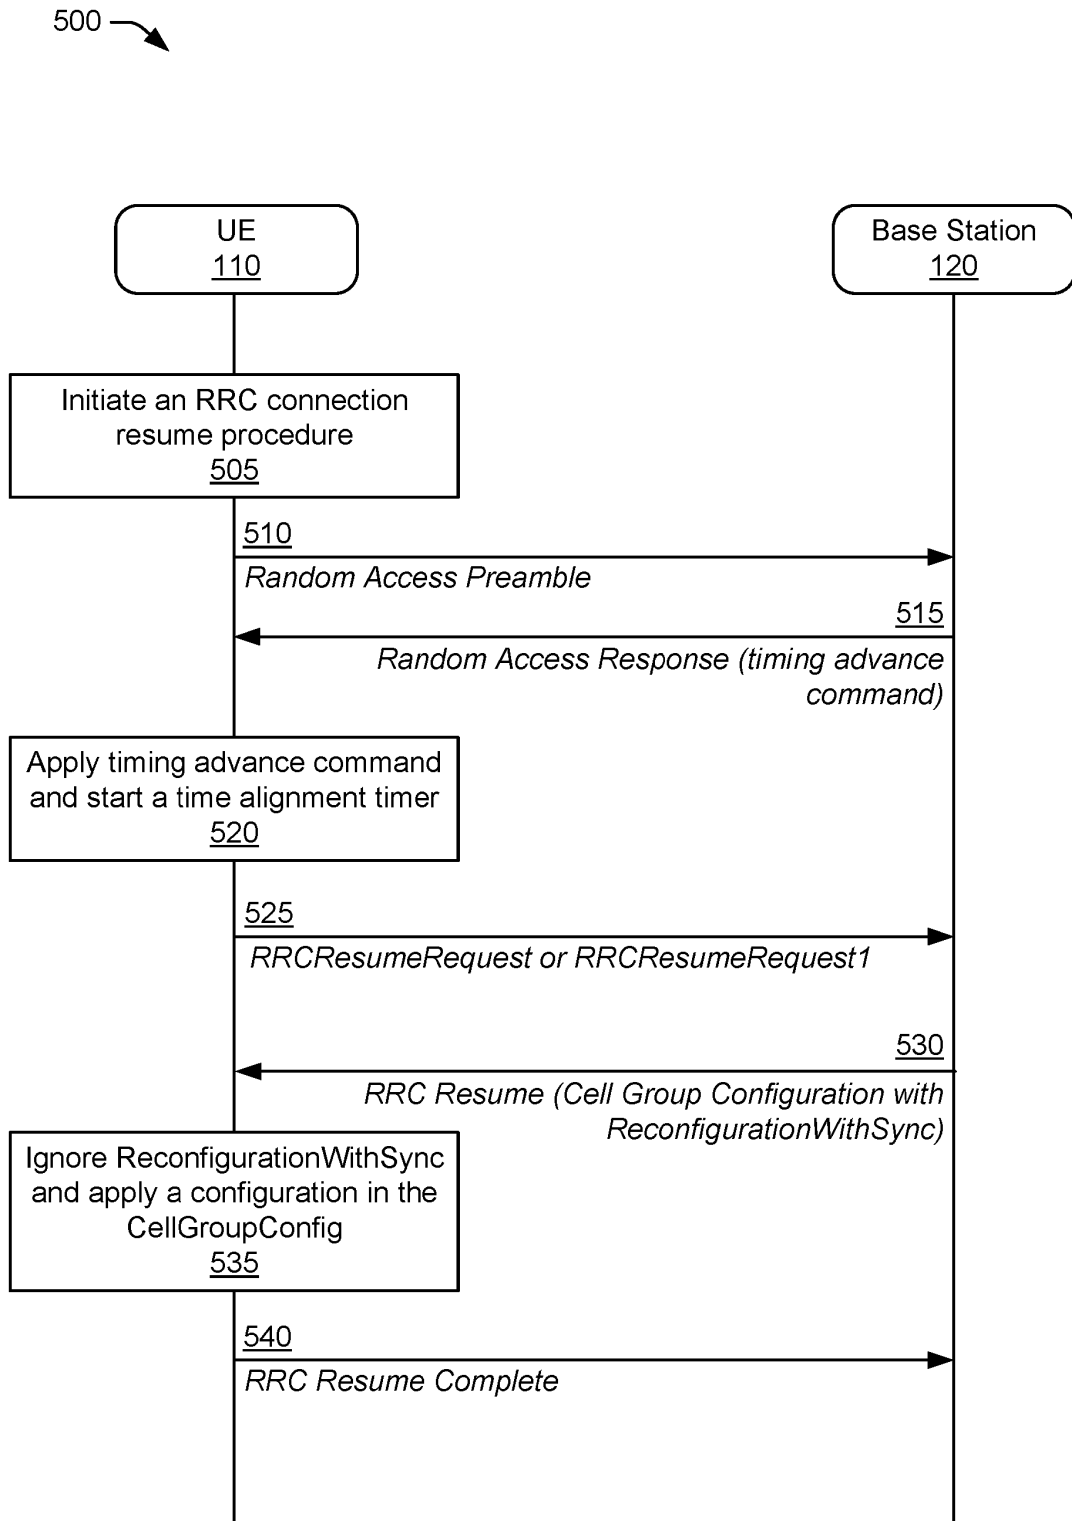 500
UE
110
Base Station
120
Initiate an RRC connection
resume procedure
505
510
Random Access Preamble
515
Random Access Response (timing advance
command)
Apply timing advance command
and start a time alignment timer
520
525
RRCResumeRequest or RRCResumeRequest1
530
RRC Resume (Cell Group Configuration with
ReconfigurationWithSync)
Ignore ReconfigurationWithSync
and apply a configuration in the
CellGroupConfig
535
540
RRC Resume Complete